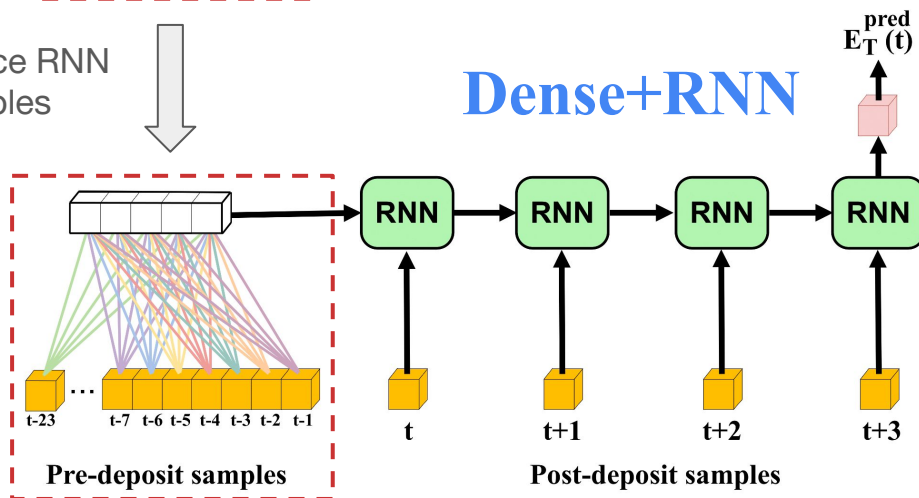 E_T^pred (t)
ce RNN
ples
Dense+RNN
RNN RNN RNN RNN
... t-23 t-7 t-6 t-5 t-4 t-3 t-2 t-1
t t+1 t+2 t+3
Pre-deposit samples
Post-deposit samples